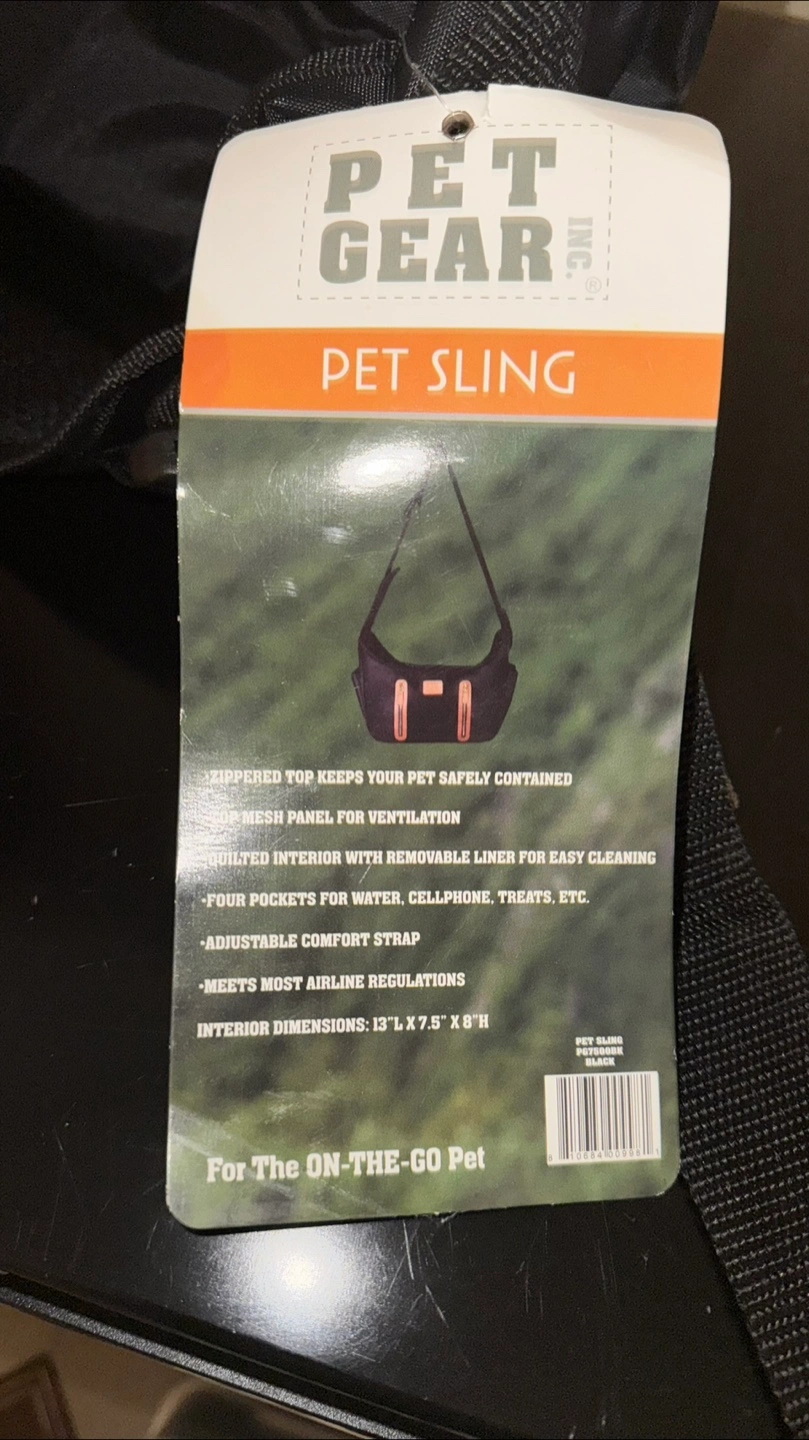 PET
GEAR
INC.
®
PET SLING
•ZIPPERED TOP KEEPS YOUR PET SAFELY CONTAINED
•TOP MESH PANEL FOR VENTILATION
•QUILTED INTERIOR WITH REMOVABLE LINER FOR EASY CLEANING
•FOUR POCKETS FOR WATER, CELLPHONE, TREATS, ETC.
•ADJUSTABLE COMFORT STRAP
•MEETS MOST AIRLINE REGULATIONS
INTERIOR DIMENSIONS: 13"L X 7.5" X 8"H
PET SLING
PG7500BK
BLACK
For The ON-THE-GO Pet